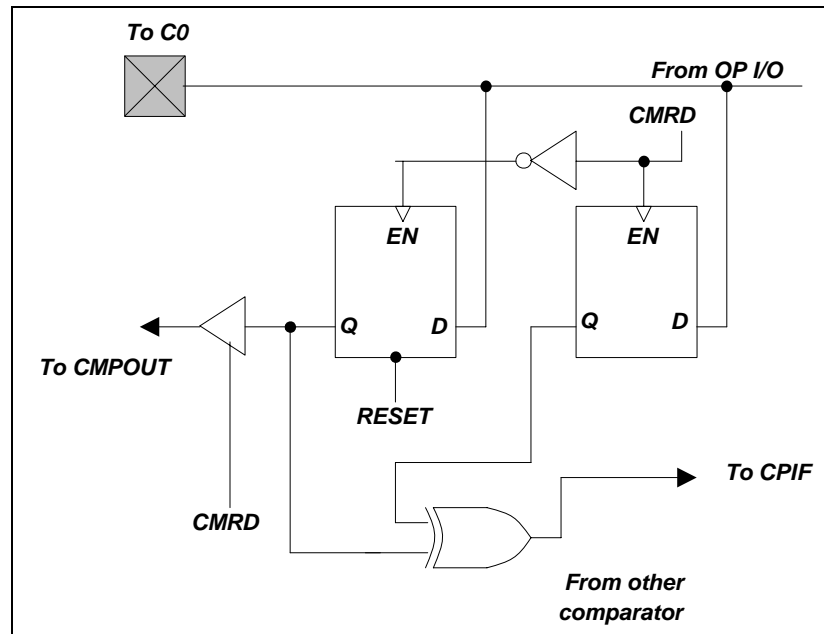 To C0
From OP I/O
CMRD
EN
EN
Q
D
Q
D
To CMPOUT
RESET
To CPIF
CMRD
From other
comparator